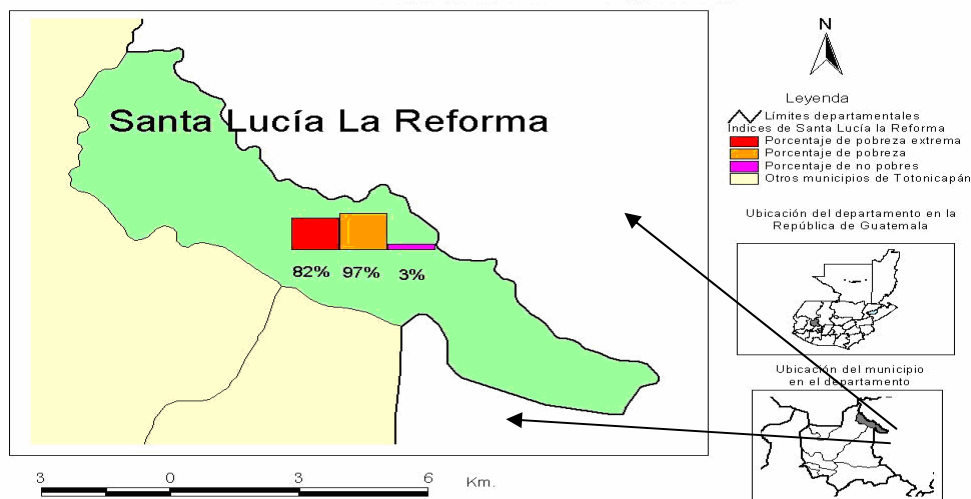 Santa Lucía La Reforma
82% 97% 3%
3 0 3 6 Km.
N
Leyenda
Límites departamentales
Indices de Santa Lucía la Reforma
Porcentaje de pobreza extrema
Porcentaje de pobreza
Porcentaje de no pobres
Otros municipios de Totonicapán
Ubicación del departamento en la
República de Guatemala
Ubicación del municipio
en el departamento